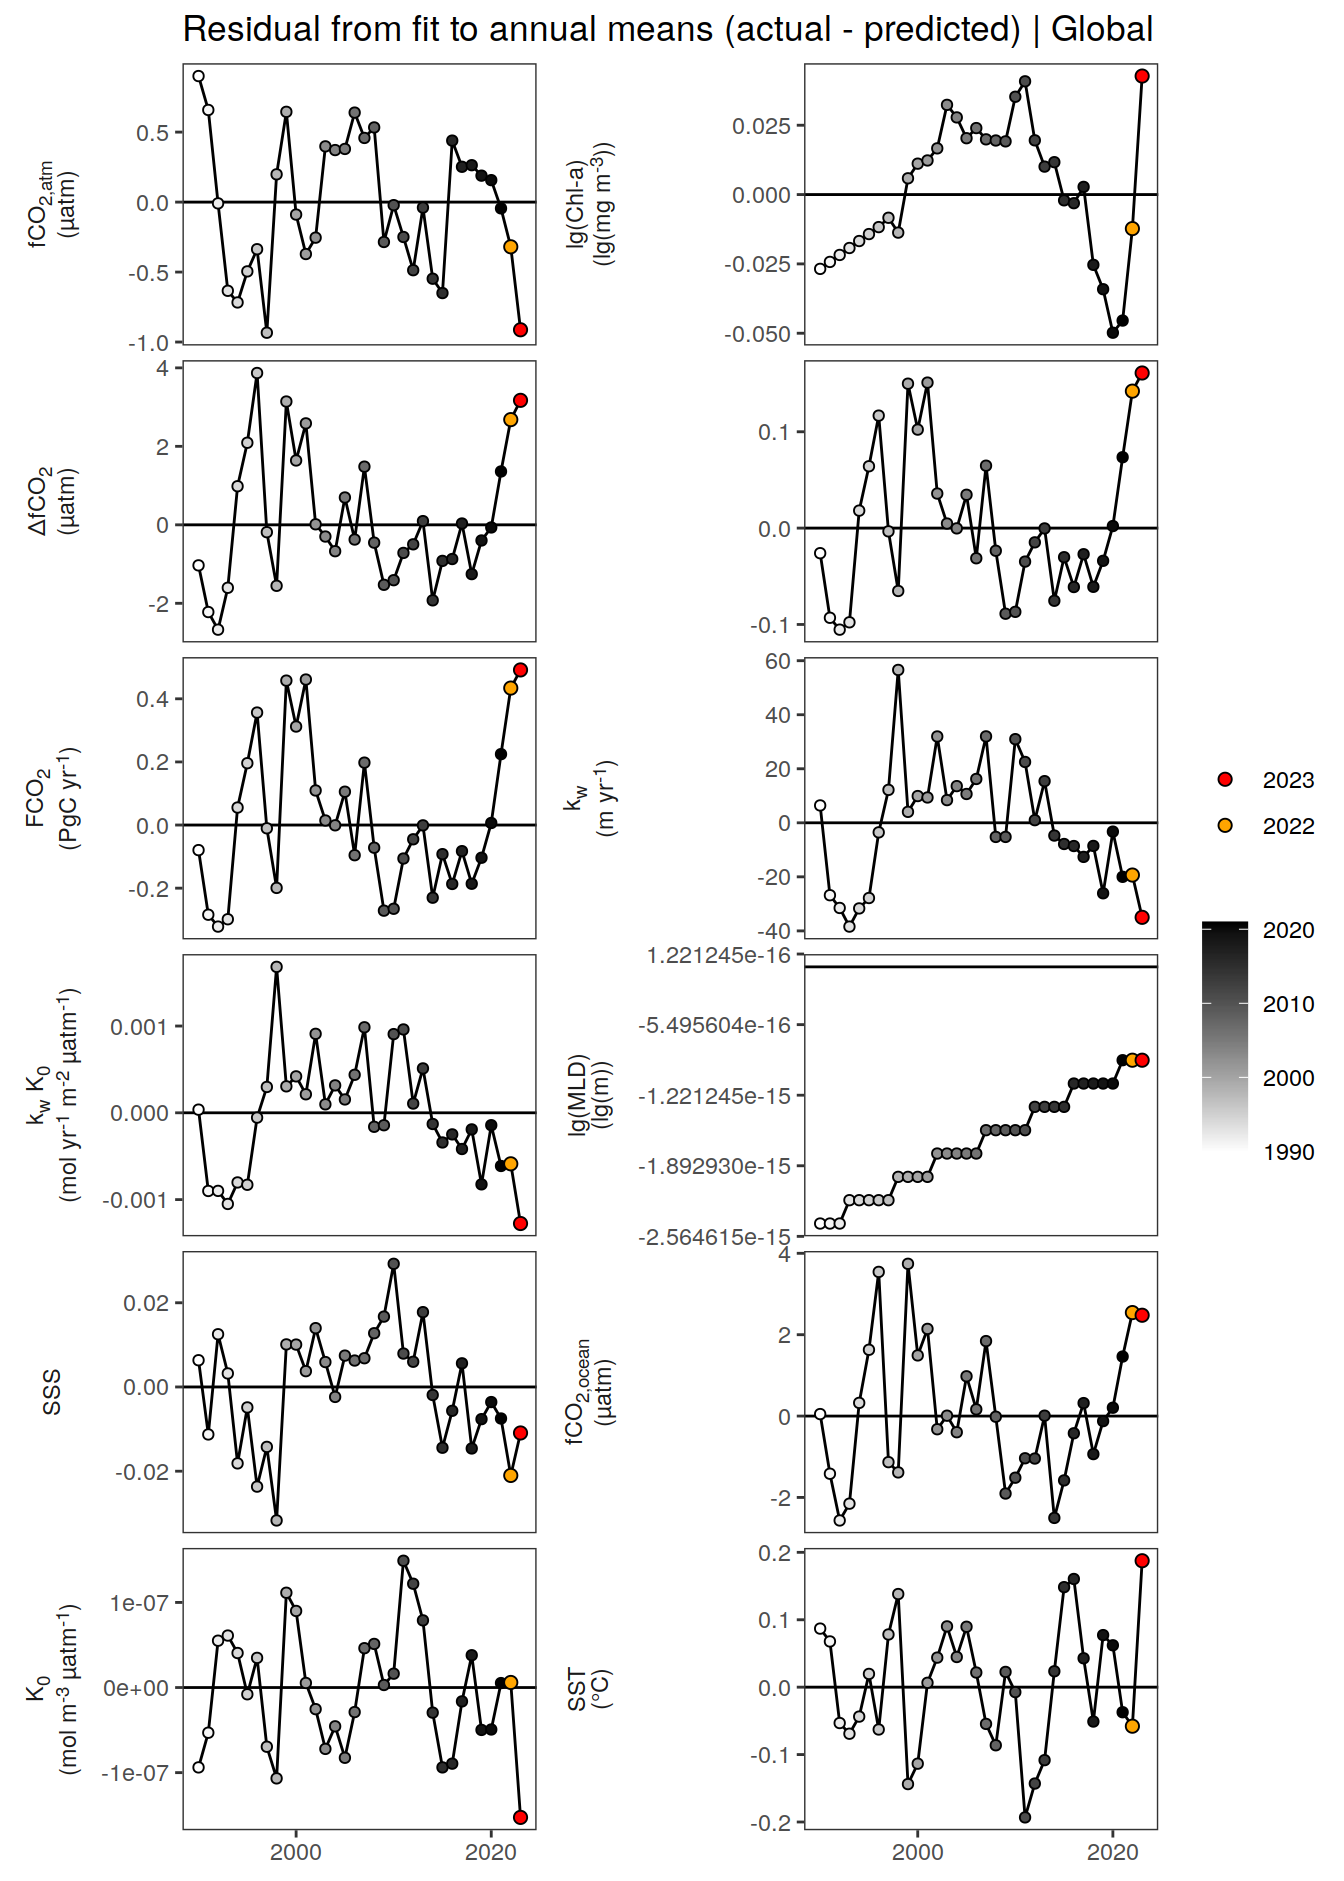 Residual from fit to annual means (actual - predicted) | Global
fCO2,atm
(µatm)
0.5
0.0
-0.5
-1.0
lg(Chl-a)
(lg(mg m-3))
0.025
0.000
-0.025
-0.050
ΔfCO2
(µatm)
4
2
0
-2
0.1
0.0
-0.1
FCO2
(PgC yr-1)
0.4
0.2
0.0
-0.2
kw
(m yr-1)
60
40
20
0
-20
-40
kw K0
(mol yr-1 m-2 µatm-1)
0.001
0.000
-0.001
lg(MLD)
(lg(m))
1.221245e-16
-5.495604e-16
-1.221245e-15
-1.892930e-15
-2.564615e-15
SSS
0.02
0.00
-0.02
fCO2,ocean
(µatm)
4
2
0
-2
K0
(mol m-3 µatm-1)
1e-07
0e+00
-1e-07
2000
2020
SST
(°C)
0.2
0.1
0.0
-0.1
-0.2
2000
2020
2023
2022
2020
2010
2000
1990